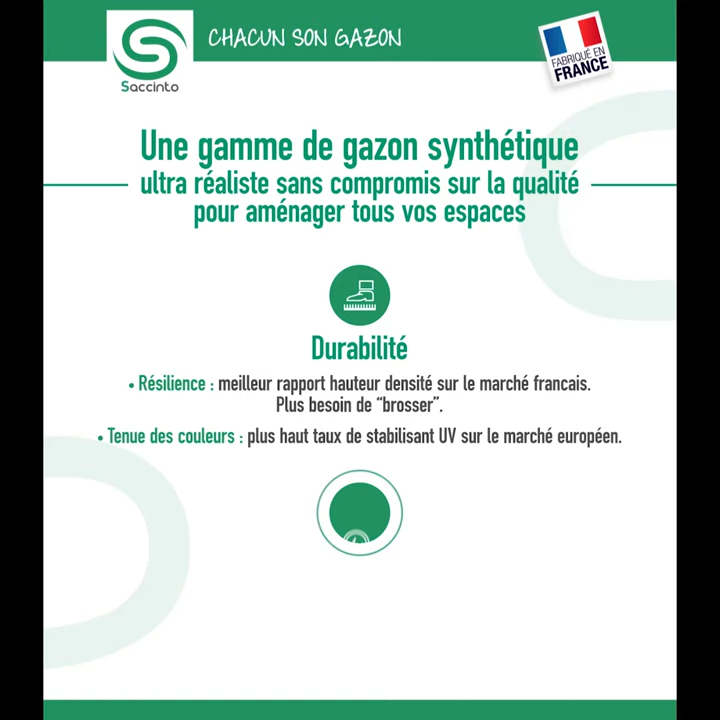 CHACUN SON GAZON
Saccinto
FABRIQUÉ EN
FRANCE
Une gamme de gazon synthétique
ultra réaliste sans compromis sur la qualité
pour aménager tous vos espaces
Durabilité
• Résilience : meilleur rapport hauteur densité sur le marché francais.
Plus besoin de “brosser”.
• Tenue des couleurs : plus haut taux de stabilisant UV sur le marché européen.